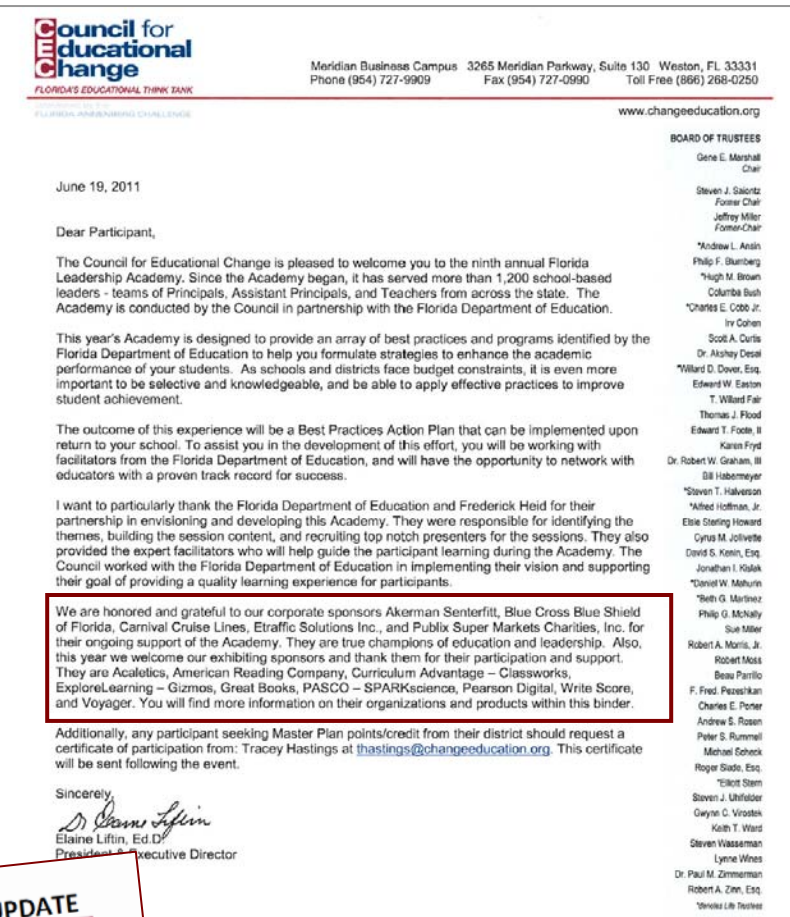 Council for
Educational
Change
FLORIDA'S EDUCATIONAL THINK TANK
FLORIDA ANNENBERG CHALLENGE
Meridian Business Campus 3265 Meridian Parkway, Suite 130 Weston, FL 33331
Phone (954) 727-9909 Fax (954) 727-0990 Toll Free (866) 268-0250
www.changeeducation.org
June 19, 2011
Dear Participant,
The Council for Educational Change is pleased to welcome you to the ninth annual Florida
Leadership Academy. Since the Academy began, it has served more than 1,200 school-based
leaders - teams of Principals, Assistant Principals, and Teachers from across the state. The
Academy is conducted by the Council in partnership with the Florida Department of Education.
This year's Academy is designed to provide an array of best practices and programs identified by the
Florida Department of Education to help you formulate strategies to enhance the academic
performance of your students. As schools and districts face budget constraints, it is even more
important to be selective and knowledgeable, and be able to apply effective practices to improve
student achievement.
The outcome of this experience will be a Best Practices Action Plan that can be implemented upon
return to your school. To assist you in the development of this effort, you will be working with
facilitators from the Florida Department of Education, and will have the opportunity to network with
educators with a proven track record for success.
I want to particularly thank the Florida Department of Education and Frederick Heid for their
partnership in envisioning and developing this Academy. They were responsible for identifying the
themes, building the session content, and recruiting top notch presenters for the sessions. They also
provided the expert facilitators who will help guide the participant learning during the Academy. The
Council worked with the Florida Department of Education in implementing their vision and supporting
their goal of providing a quality learning experience for participants.
We are honored and grateful to our corporate sponsors Akerman Senterfitt, Blue Cross Blue Shield
of Florida, Carnival Cruise Lines, Etraffic Solutions Inc., and Publix Super Markets Charities, Inc. for
their ongoing support of the Academy. They are true champions of education and leadership. Also,
this year we welcome our exhibiting sponsors and thank them for their participation and support.
They are Acaletics, American Reading Company, Curriculum Advantage – Classworks,
ExploreLearning – Gizmos, Great Books, PASCO – SPARKscience, Pearson Digital, Write Score,
and Voyager. You will find more information on their organizations and products within this binder.
Additionally, any participant seeking Master Plan points/credit from their district should request a
certificate of participation from: Tracey Hastings at thastings@changeeducation.org. This certificate
will be sent following the event.
Sincerely,
Elaine Liftin, Ed.D.
President & Executive Director
UPDATE
BOARD OF TRUSTEES
Gene E. Marshall
Chair
Steven J. Saiontz
Former Chair
Jeffrey Miller
Former-Chair
*Andrew L. Ansin
Philip F. Blumberg
*Hugh M. Brown
Columba Bush
*Charles E. Cobb Jr.
Irv Cohen
Scott A. Curtis
Dr. Akshay Desai
*Willard D. Dover, Esq.
Edward W. Easton
T. Willard Fair
Thomas J. Flood
Edward T. Foote, II
Karen Fryd
Dr. Robert W. Graham, III
Bill Habermeyer
*Steven T. Halverson
*Alfred Hoffman, Jr.
Elsie Sterling Howard
Cyrus M. Jollivette
David S. Kenin, Esq.
Jonathan I. Kislak
*Daniel W. Mahurin
*Beth G. Martinez
Philip G. McNally
Sue Miller
Robert A. Morris, Jr.
Robert Moss
Beau Parrillo
F. Fred. Pezeshkan
Charles E. Porter
Andrew S. Rosen
Peter S. Rummell
Michael Scheck
Roger Slade, Esq.
*Elliott Stern
Steven J. Uhlfelder
Gwynn C. Virostek
Keith T. Ward
Steven Wasserman
Lynne Wines
Dr. Paul M. Zimmerman
Robert A. Zinn, Esq.
*denotes Life Trustees